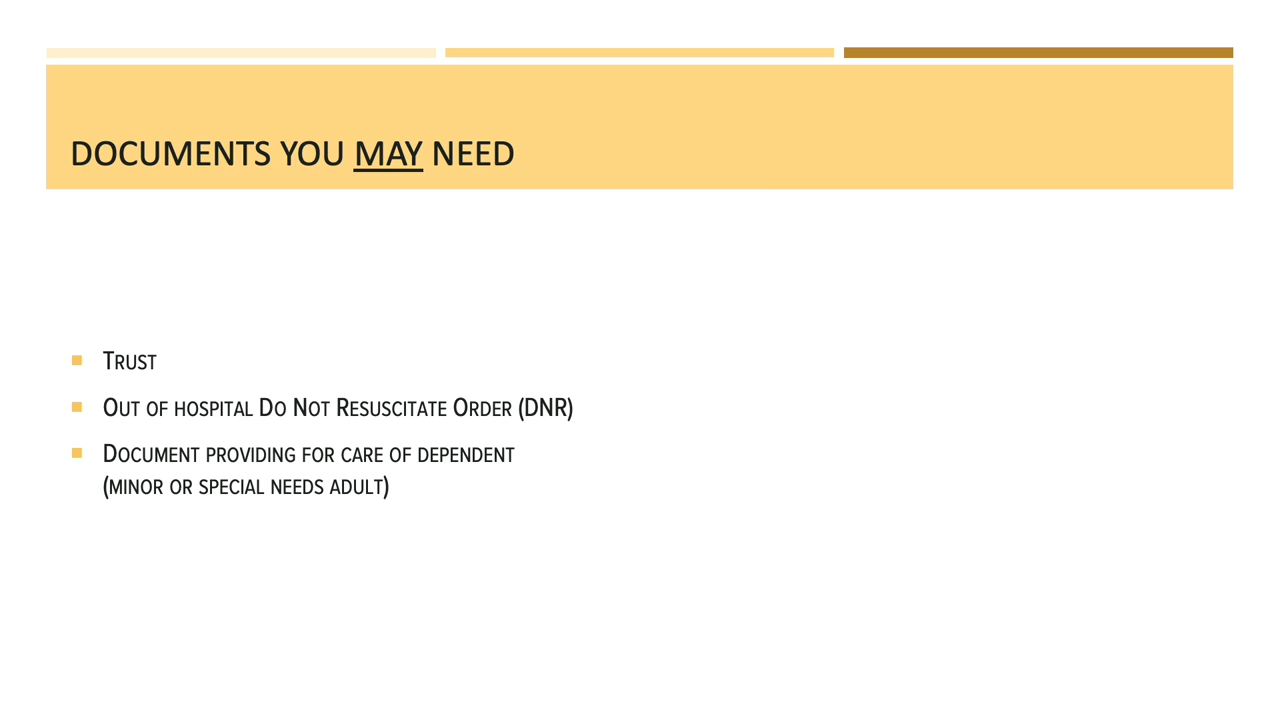 DOCUMENTS YOU MAY NEED
Trust
Out of hospital Do Not Resuscitate Order (DNR)
Document providing for care of dependent
(minor or special needs adult)